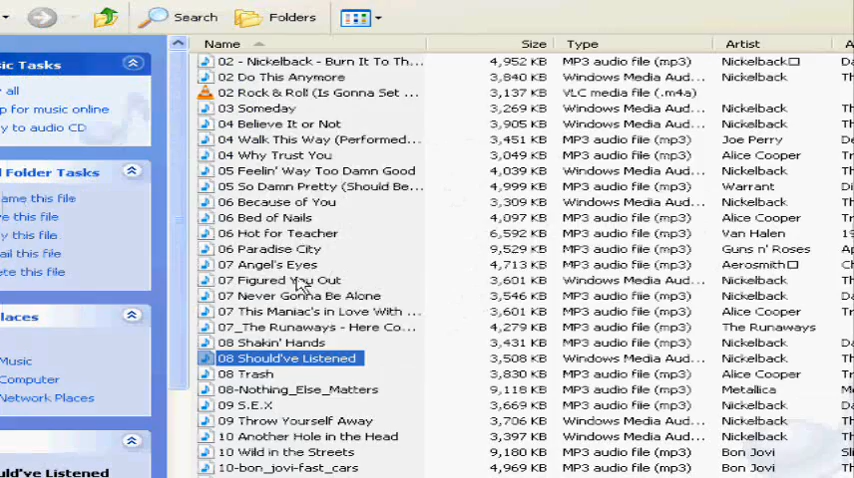 Search Folders
Name Size Type Artist A
sic Tasks
y all
p for music online
y to audio CD
d Folder Tasks
ame this file
ve this file
y this file
ail this file
ete this file
laces
Music
Computer
Network Places
ould've Listened
02 - Nickelback - Burn It To Th... 4,952 KB MP3 audio file (mp3) Nickelback□ Da
02 Do This Anymore 3,840 KB Windows Media Aud... Nickelback
02 Rock & Roll (Is Gonna Set ... 3,137 KB VLC media file (.m4a)
03 Someday 3,269 KB Windows Media Aud... Nickelback
04 Believe It or Not 3,905 KB Windows Media Aud... Nickelback
04 Walk This Way (Performed... 3,451 KB MP3 audio file (mp3) Joe Perry
04 Why Trust You 3,049 KB MP3 audio file (mp3) Alice Cooper
05 Feelin' Way Too Damn Good 4,039 KB Windows Media Aud... Nickelback
05 So Damn Pretty (Should Be... 4,999 KB MP3 audio file (mp3) Warrant
06 Because of You 3,309 KB Windows Media Aud... Nickelback
06 Bed of Nails 4,097 KB MP3 audio file (mp3) Alice Cooper
06 Hot for Teacher 6,592 KB MP3 audio file (mp3) Van Halen 19
06 Paradise City 9,529 KB MP3 audio file (mp3) Guns n' Roses A
07 Angel's Eyes 4,713 KB MP3 audio file (mp3) Aerosmith□
07 Figured You Out 3,601 KB Windows Media Aud... Nickelback
07 Never Gonna Be Alone 3,546 KB MP3 audio file (mp3) Nickelback
07 This Maniac's in Love With ... 3,601 KB MP3 audio file (mp3) Alice Cooper
07_The Runaways - Here Co... 4,279 KB MP3 audio file (mp3) The Runaways
08 Shakin' Hands 3,431 KB MP3 audio file (mp3) Nickelback
08 Should've Listened 3,508 KB Windows Media Aud... Nickelback
08 Trash 3,830 KB MP3 audio file (mp3) Alice Cooper
08-Nothing_Else_Matters 9,118 KB MP3 audio file (mp3) Metallica
09 S.E.X 3,669 KB MP3 audio file (mp3) Nickelback
09 Throw Yourself Away 3,706 KB Windows Media Aud... Nickelback
10 Another Hole in the Head 3,397 KB Windows Media Aud... Nickelback
10 Wild in the Streets 9,180 KB MP3 audio file (mp3) Bon Jovi
10-bon_jovi-fast_cars 4,969 KB MP3 audio file (mp3) Bon Jovi